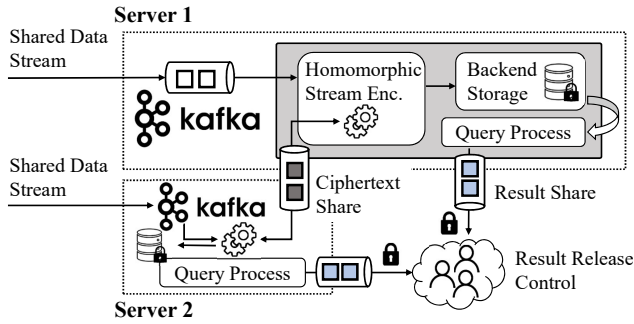 Server 1
Shared Data
Stream
Homomorphic
Stream Enc.
Backend
Storage
kafka
Query Process
Shared Data
Stream
Ciphertext
Share
Result Share
kafka
Query Process
Result Release
Control
Server 2